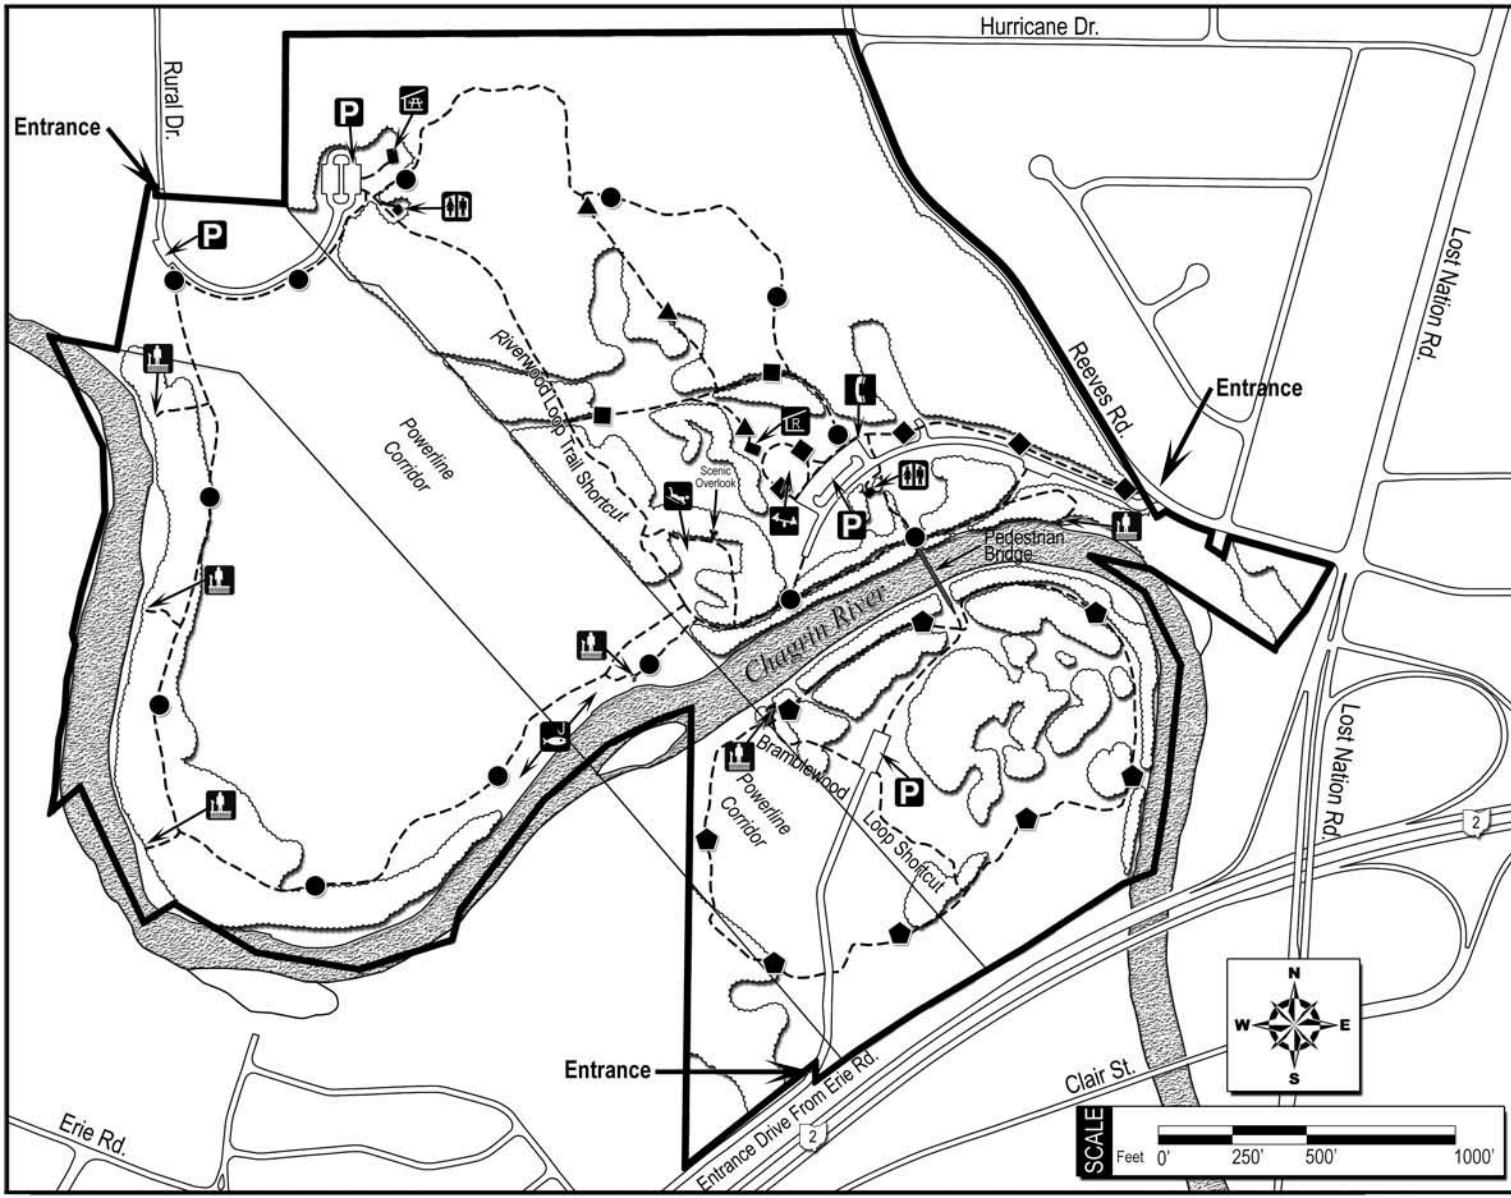 Hurricane Dr.
Rural Dr.
Entrance
P
P
Lost Nation Rd.
Reeves Rd.
Entrance
Riverwood Loop Trail Shortcut
Powerline
Corridor
R
Scenic
Overlook
P
Pedestrian
Bridge
Chagrin River
Bramblewood
Loop Shortcut
Powerline
Corridor
P
Lost Nation Rd.
2
N
W
E
S
Entrance
Entrance Drive From Erie Rd.
2
Clair St.
Erie Rd.
SCALE
Feet 0' 250' 500' 1000'